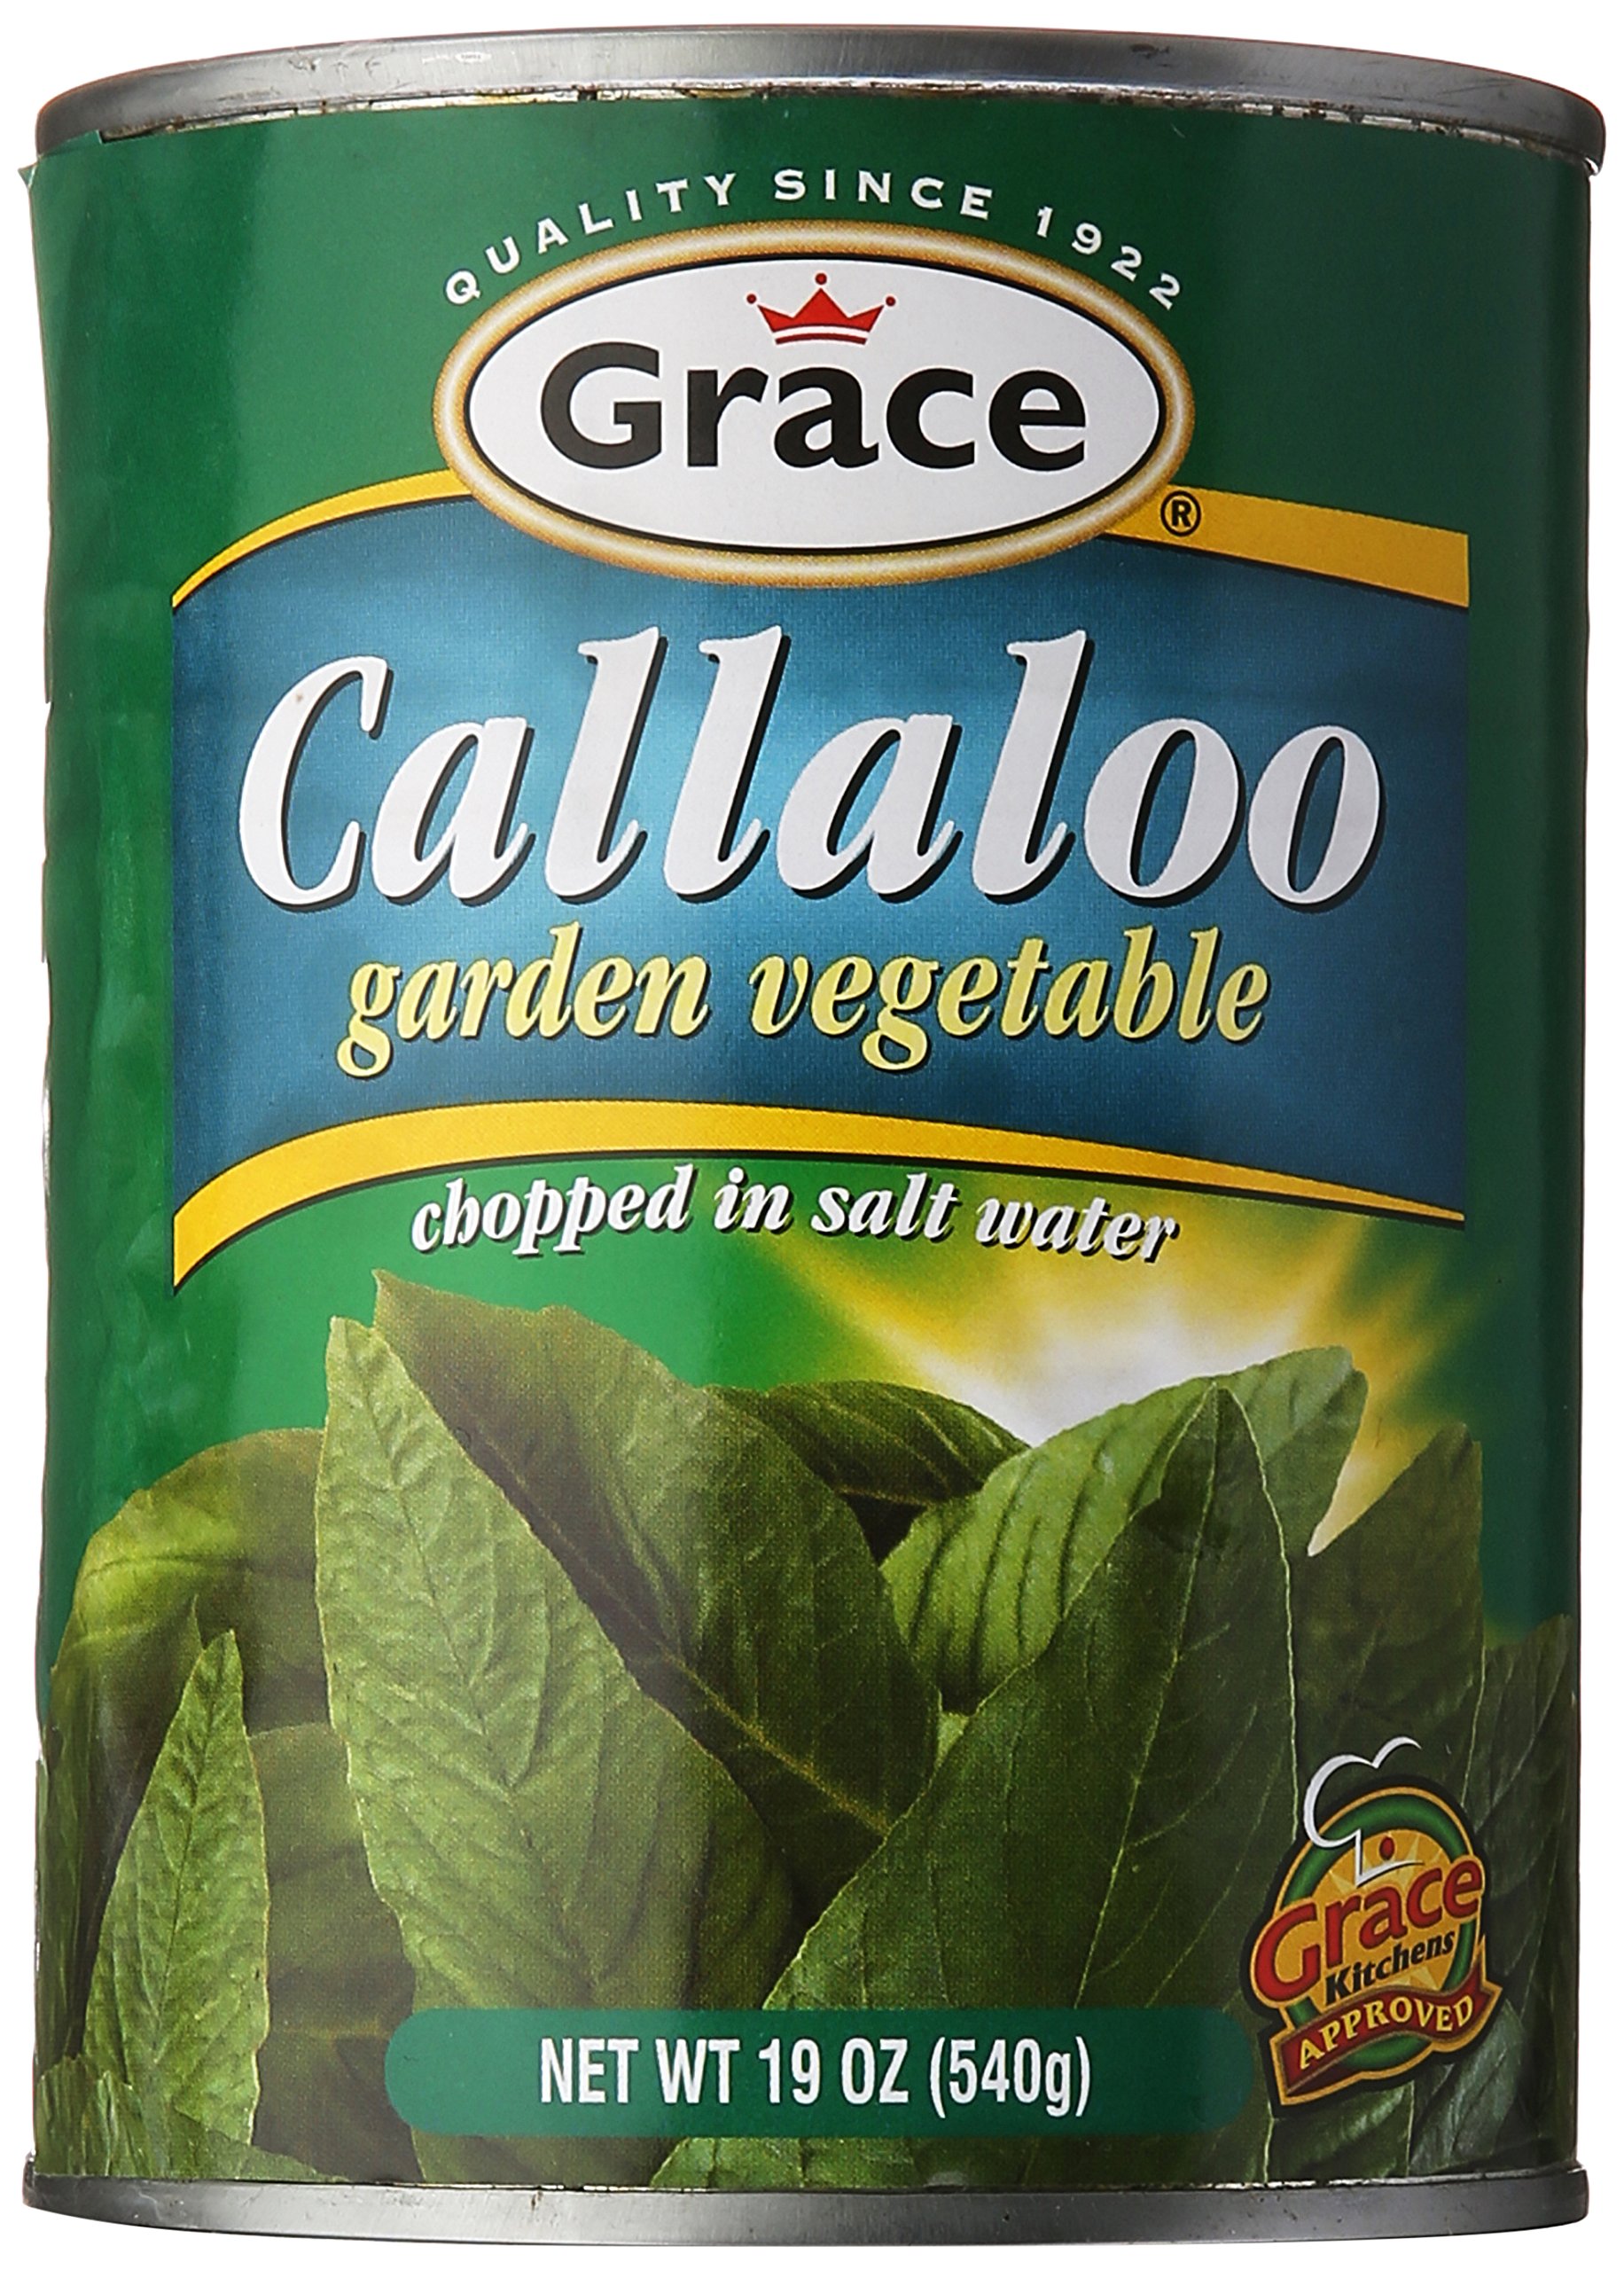 QUALITY SINCE 1922
Grace
®
Callaloo
garden vegetable
chopped in salt water
Grace
Kitchens
APPROVED
NET WT 19 OZ (540g)